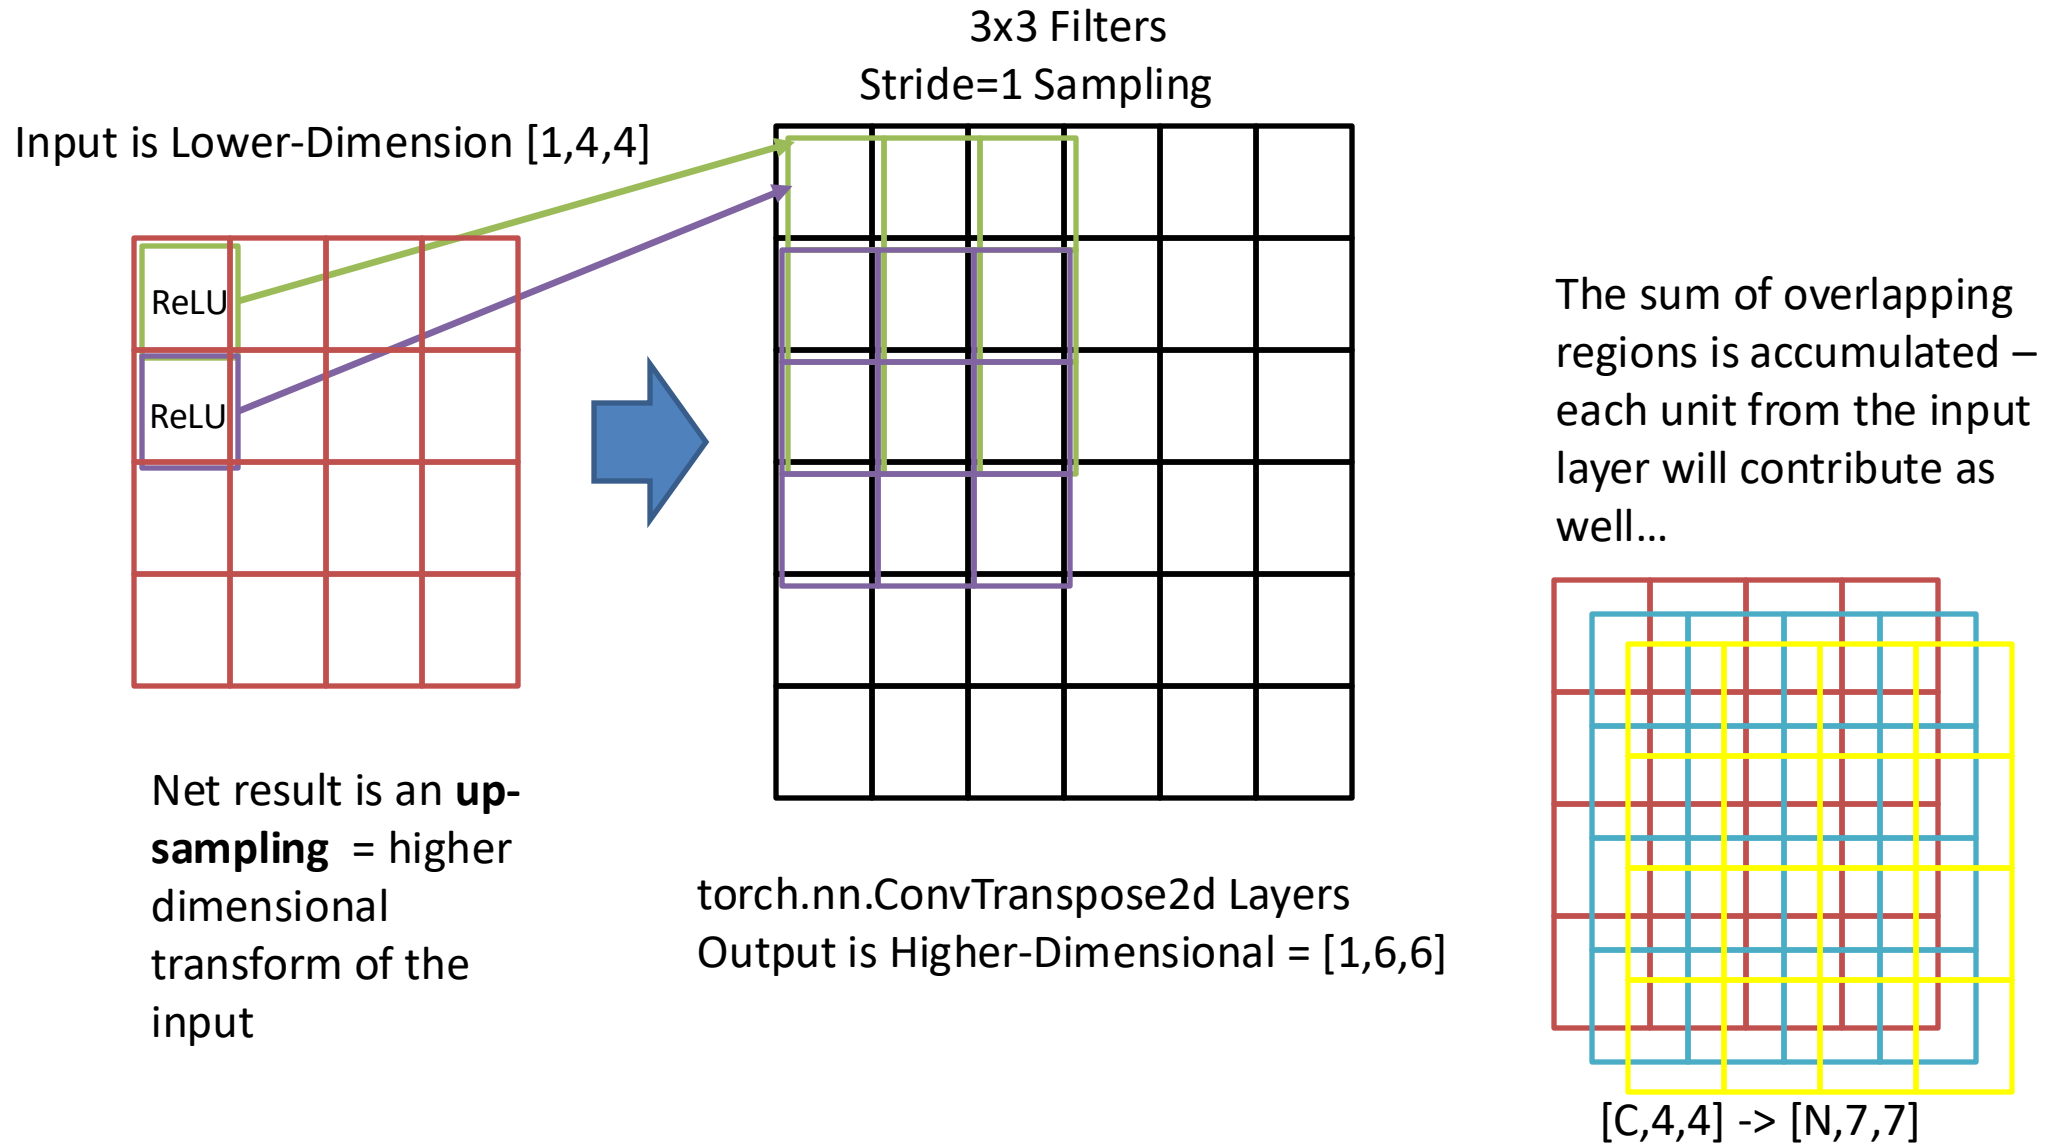 3x3 Filters
Stride=1 Sampling
Input is Lower-Dimension [1,4,4]
ReLU
ReLU
The sum of overlapping
regions is accumulated –
each unit from the input
layer will contribute as
well…
Net result is an up-
sampling = higher
dimensional
transform of the
input
torch.nn.ConvTranspose2d Layers
Output is Higher-Dimensional = [1,6,6]
[C,4,4] -> [N,7,7]